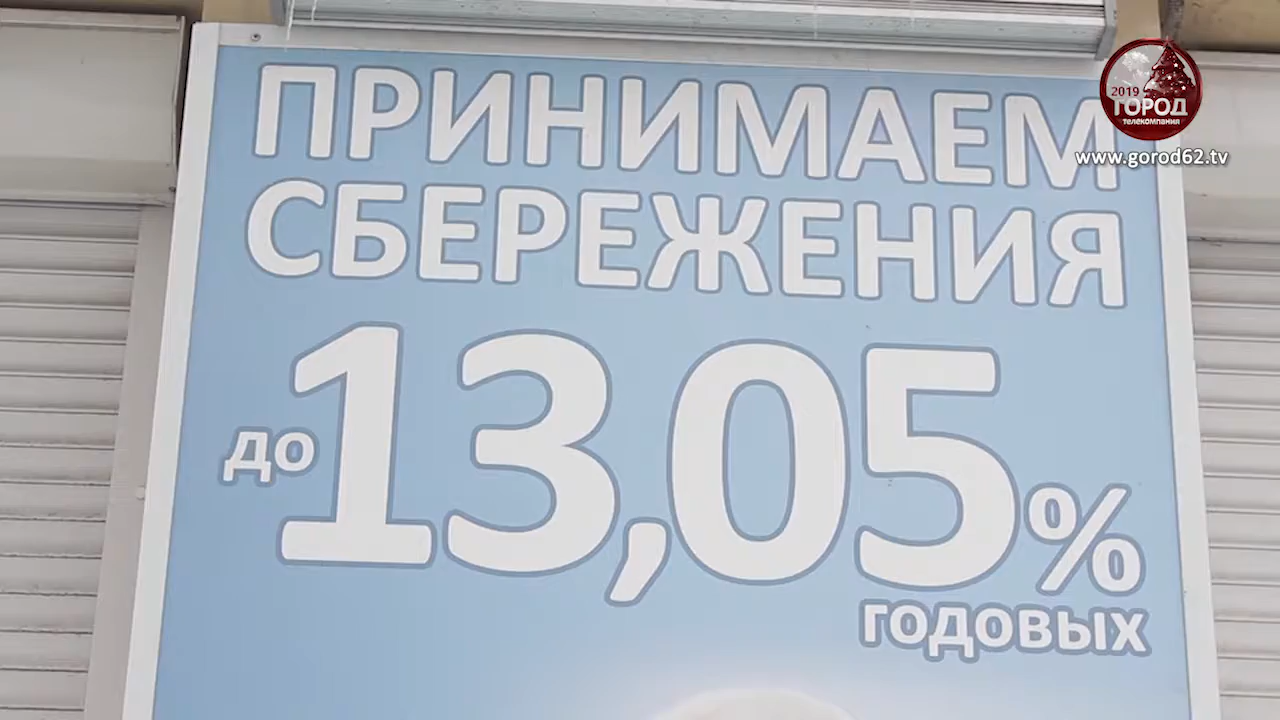 ПРИНИМАЕМ
СБЕРЕЖЕНИЯ
до 13,05%
годовых
2019
ГОРОД
телекомпания
www.gorod62.tv